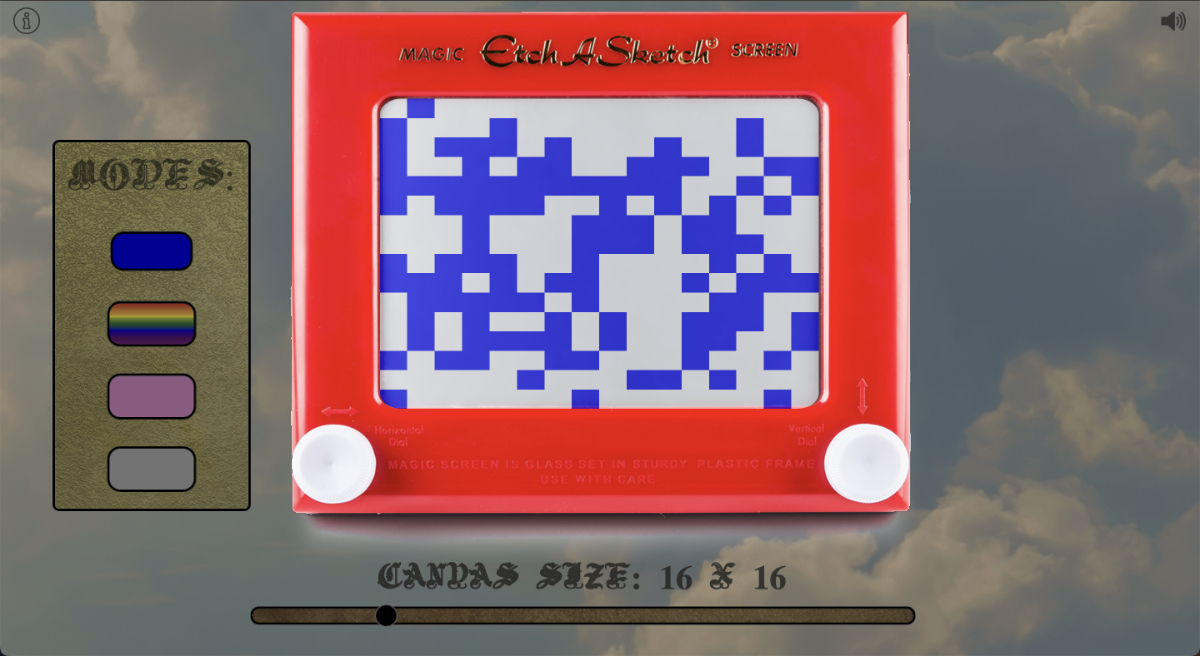 MAGIC Etch A Sketch® SCREEN
MODES:
Horizontal
Dial
Vertical
Dial
MAGIC SCREEN IS GLASS SET IN STURDY PLASTIC FRAME
USE WITH CARE
CANVAS SIZE: 16 X 16